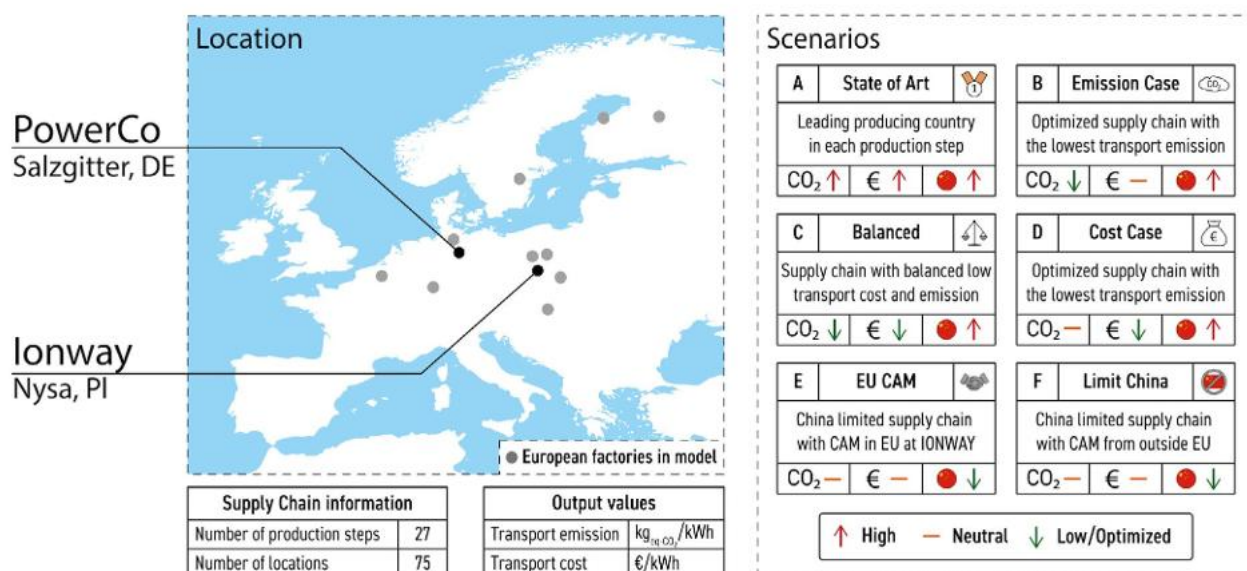 Location
PowerCo
Salzgitter, DE
Ionway
Nysa, Pl
European factories in model
Supply Chain information
Number of production steps 27
Number of locations 75
Output values
Transport emission kg eq-CO₂/kWh
Transport cost €/kWh
Scenarios
A State of Art 1
Leading producing country
in each production step
CO₂ ↑ € ↑ ↑
B Emission Case CO₂
Optimized supply chain with
the lowest transport emission
CO₂ ↓ € – ↑
C Balanced
Supply chain with balanced low
transport cost and emission
CO₂ ↓ € ↓ ↑
D Cost Case €
Optimized supply chain with
the lowest transport emission
CO₂ – € ↓ ↑
E EU CAM
China limited supply chain
with CAM in EU at IONWAY
CO₂ – € – ↓
F Limit China
China limited supply chain
with CAM from outside EU
CO₂ – € – ↓
↑ High – Neutral ↓ Low/Optimized